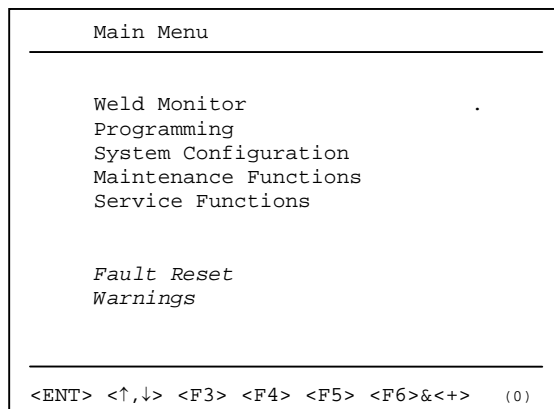 Main Menu
Weld Monitor .
Programming
System Configuration
Maintenance Functions
Service Functions
Fault Reset
Warnings
<ENT> <↑,↓> <F3> <F4> <F5> <F6>&<+> (0)